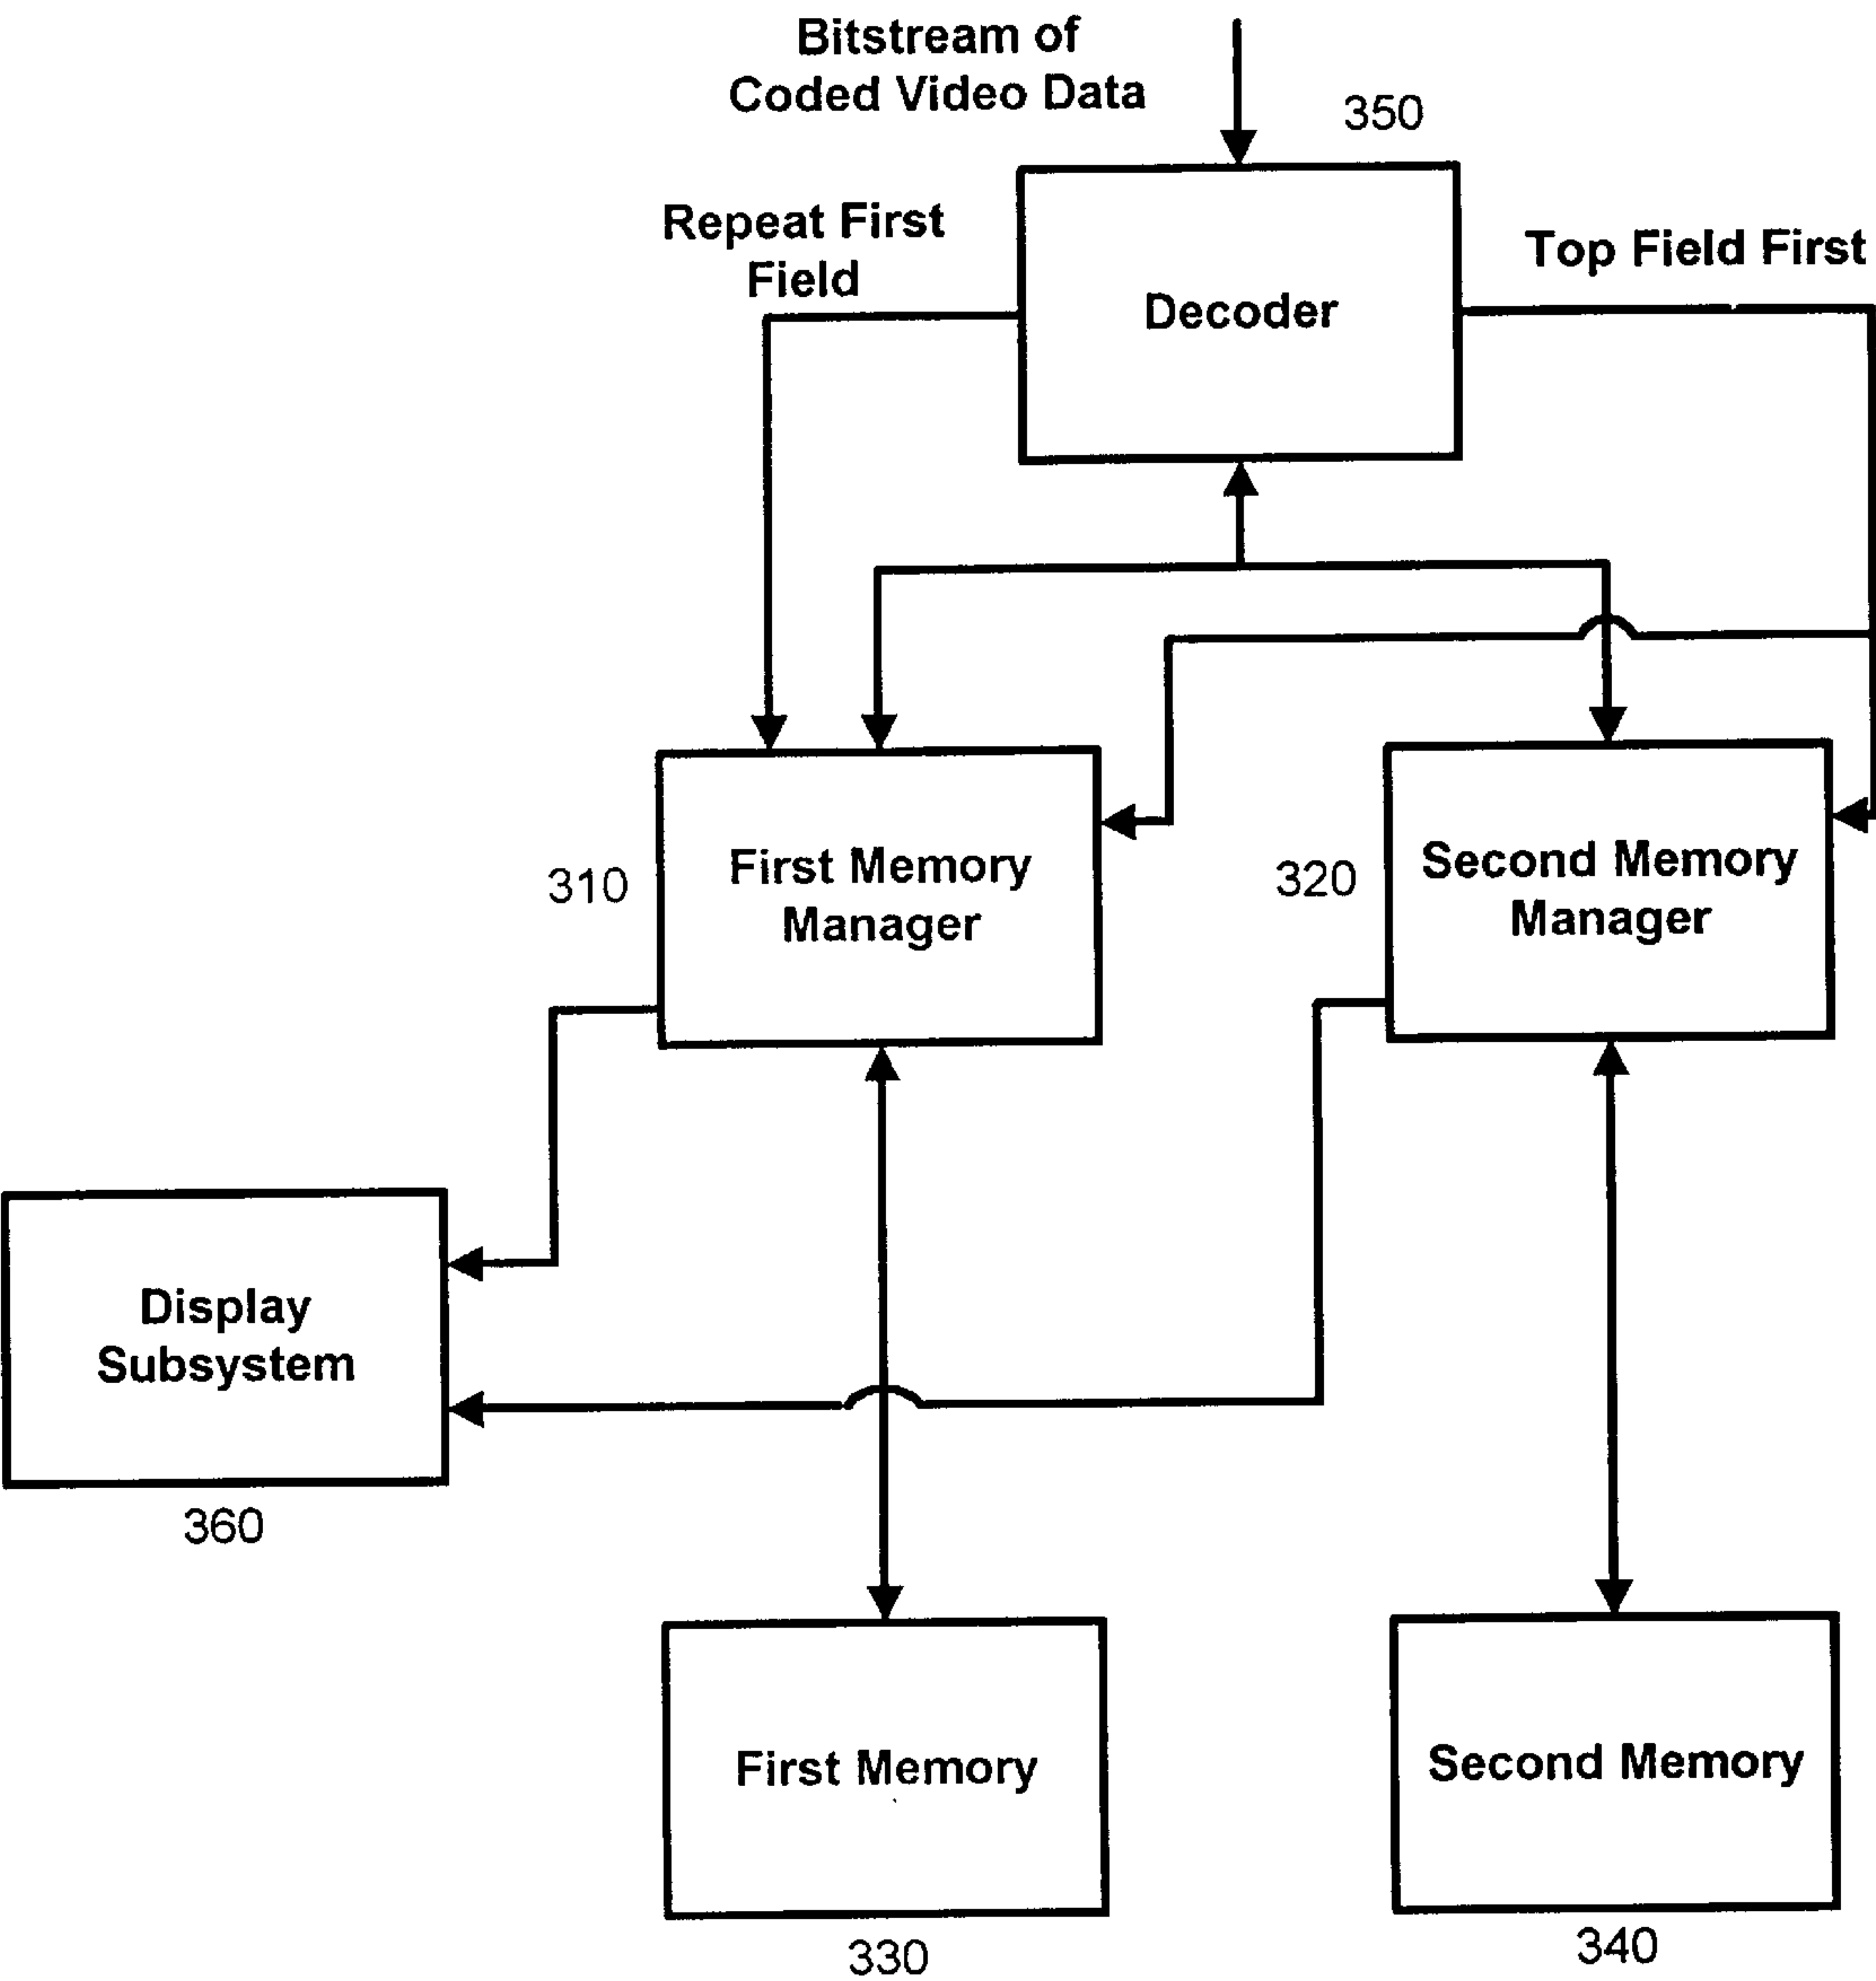 Bitstream of
Coded Video Data
350
Repeat First
Field
Top Field First
Decoder
310
First Memory
Manager
320
Second Memory
Manager
Display
Subsystem
360
First Memory
Second Memory
330
340